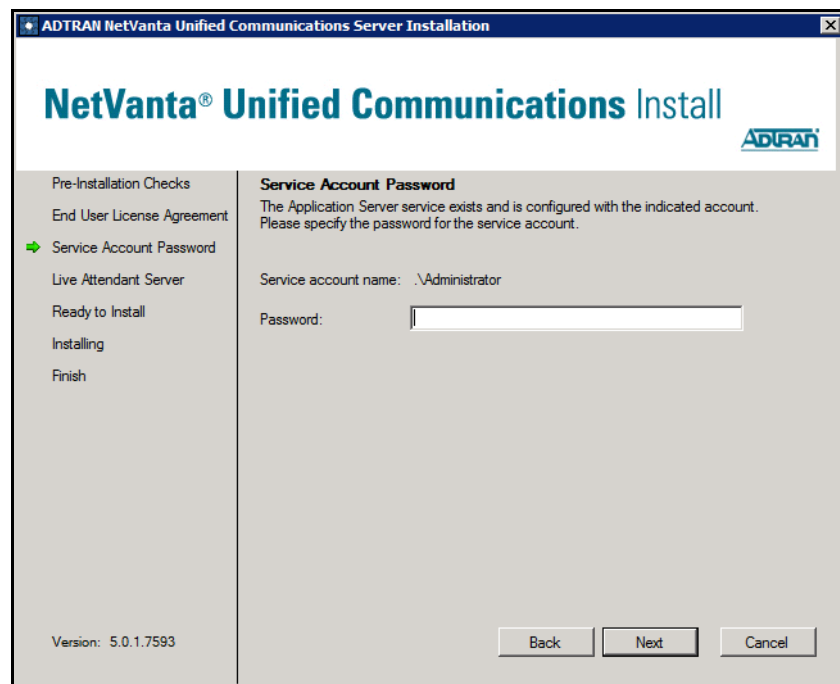 ADTRAN NetVanta Unified Communications Server Installation
NetVanta® Unified Communications Install
ADTRAN
Pre-Installation Checks
End User License Agreement
Service Account Password
Live Attendant Server
Ready to Install
Installing
Finish
Service Account Password
The Application Server service exists and is configured with the indicated account.
Please specify the password for the service account.
Service account name: .\Administrator
Password:
Version: 5.0.1.7593
Back Next Cancel